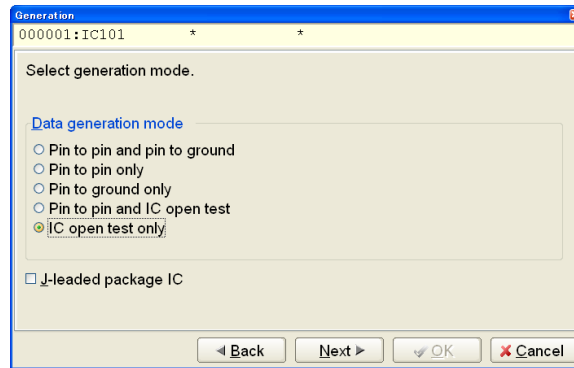 Generation
000001:IC101 * *
Select generation mode.
Data generation mode
Pin to pin and pin to ground
Pin to pin only
Pin to ground only
Pin to pin and IC open test
IC open test only
J-leaded package IC
Back Next OK Cancel